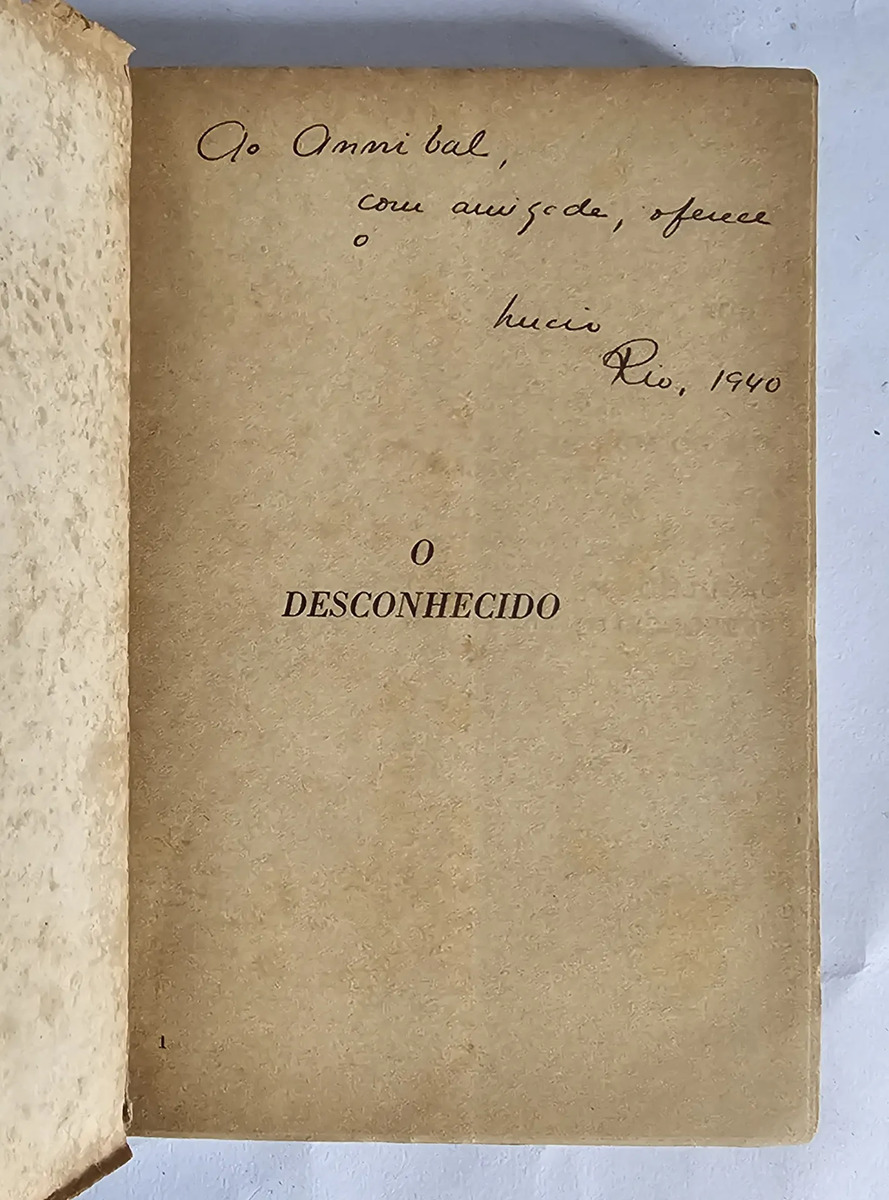 Ao Annibal,
com amizade, oferece
o
Lucio
Rio, 1940
O
DESCONHECIDO
1